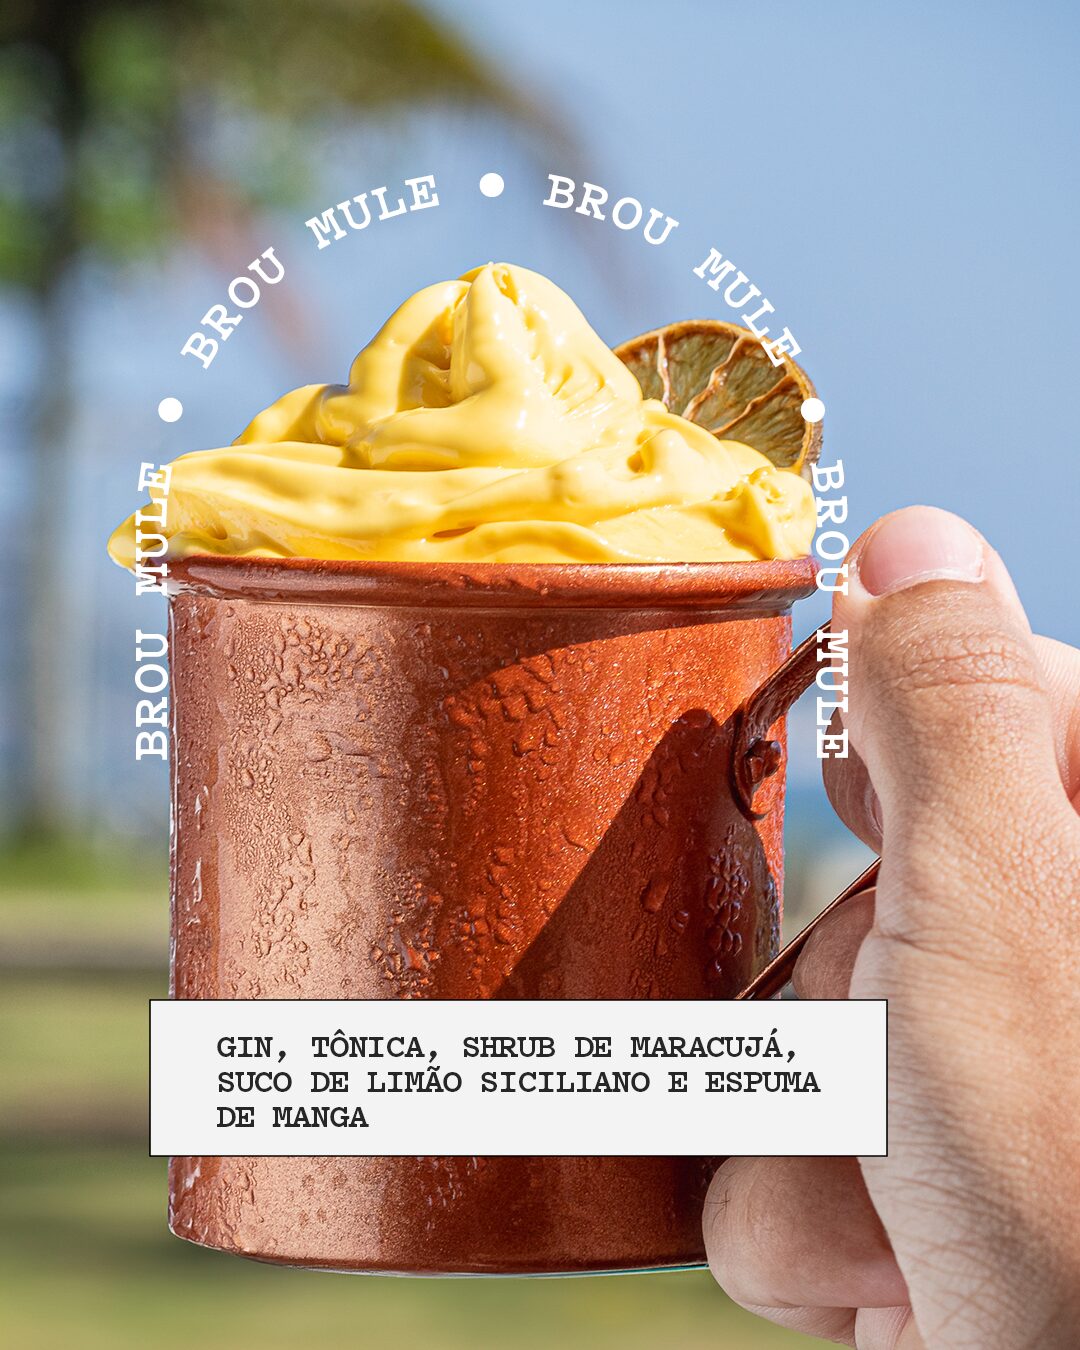 BROU MULE • BROU MULE • BROU MULE • BROU MULE
GIN, TÔNICA, SHRUB DE MARACUJÁ,
SUCO DE LIMÃO SICILIANO E ESPUMA
DE MANGA